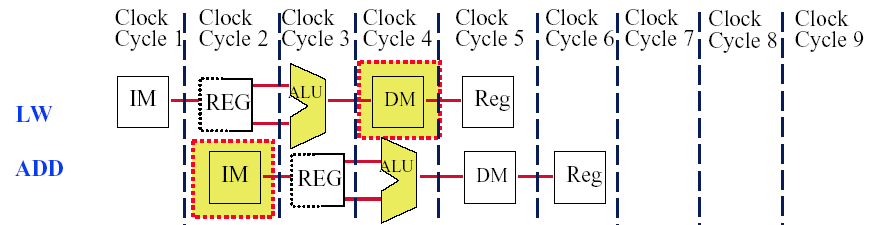 Clock Clock Clock Clock Clock Clock Clock Clock Clock
Cycle 1 Cycle 2 Cycle 3 Cycle 4 Cycle 5 Cycle 6 Cycle 7 Cycle 8 Cycle 9
LW IM REG ALU DM Reg
ADD IM REG ALU DM Reg